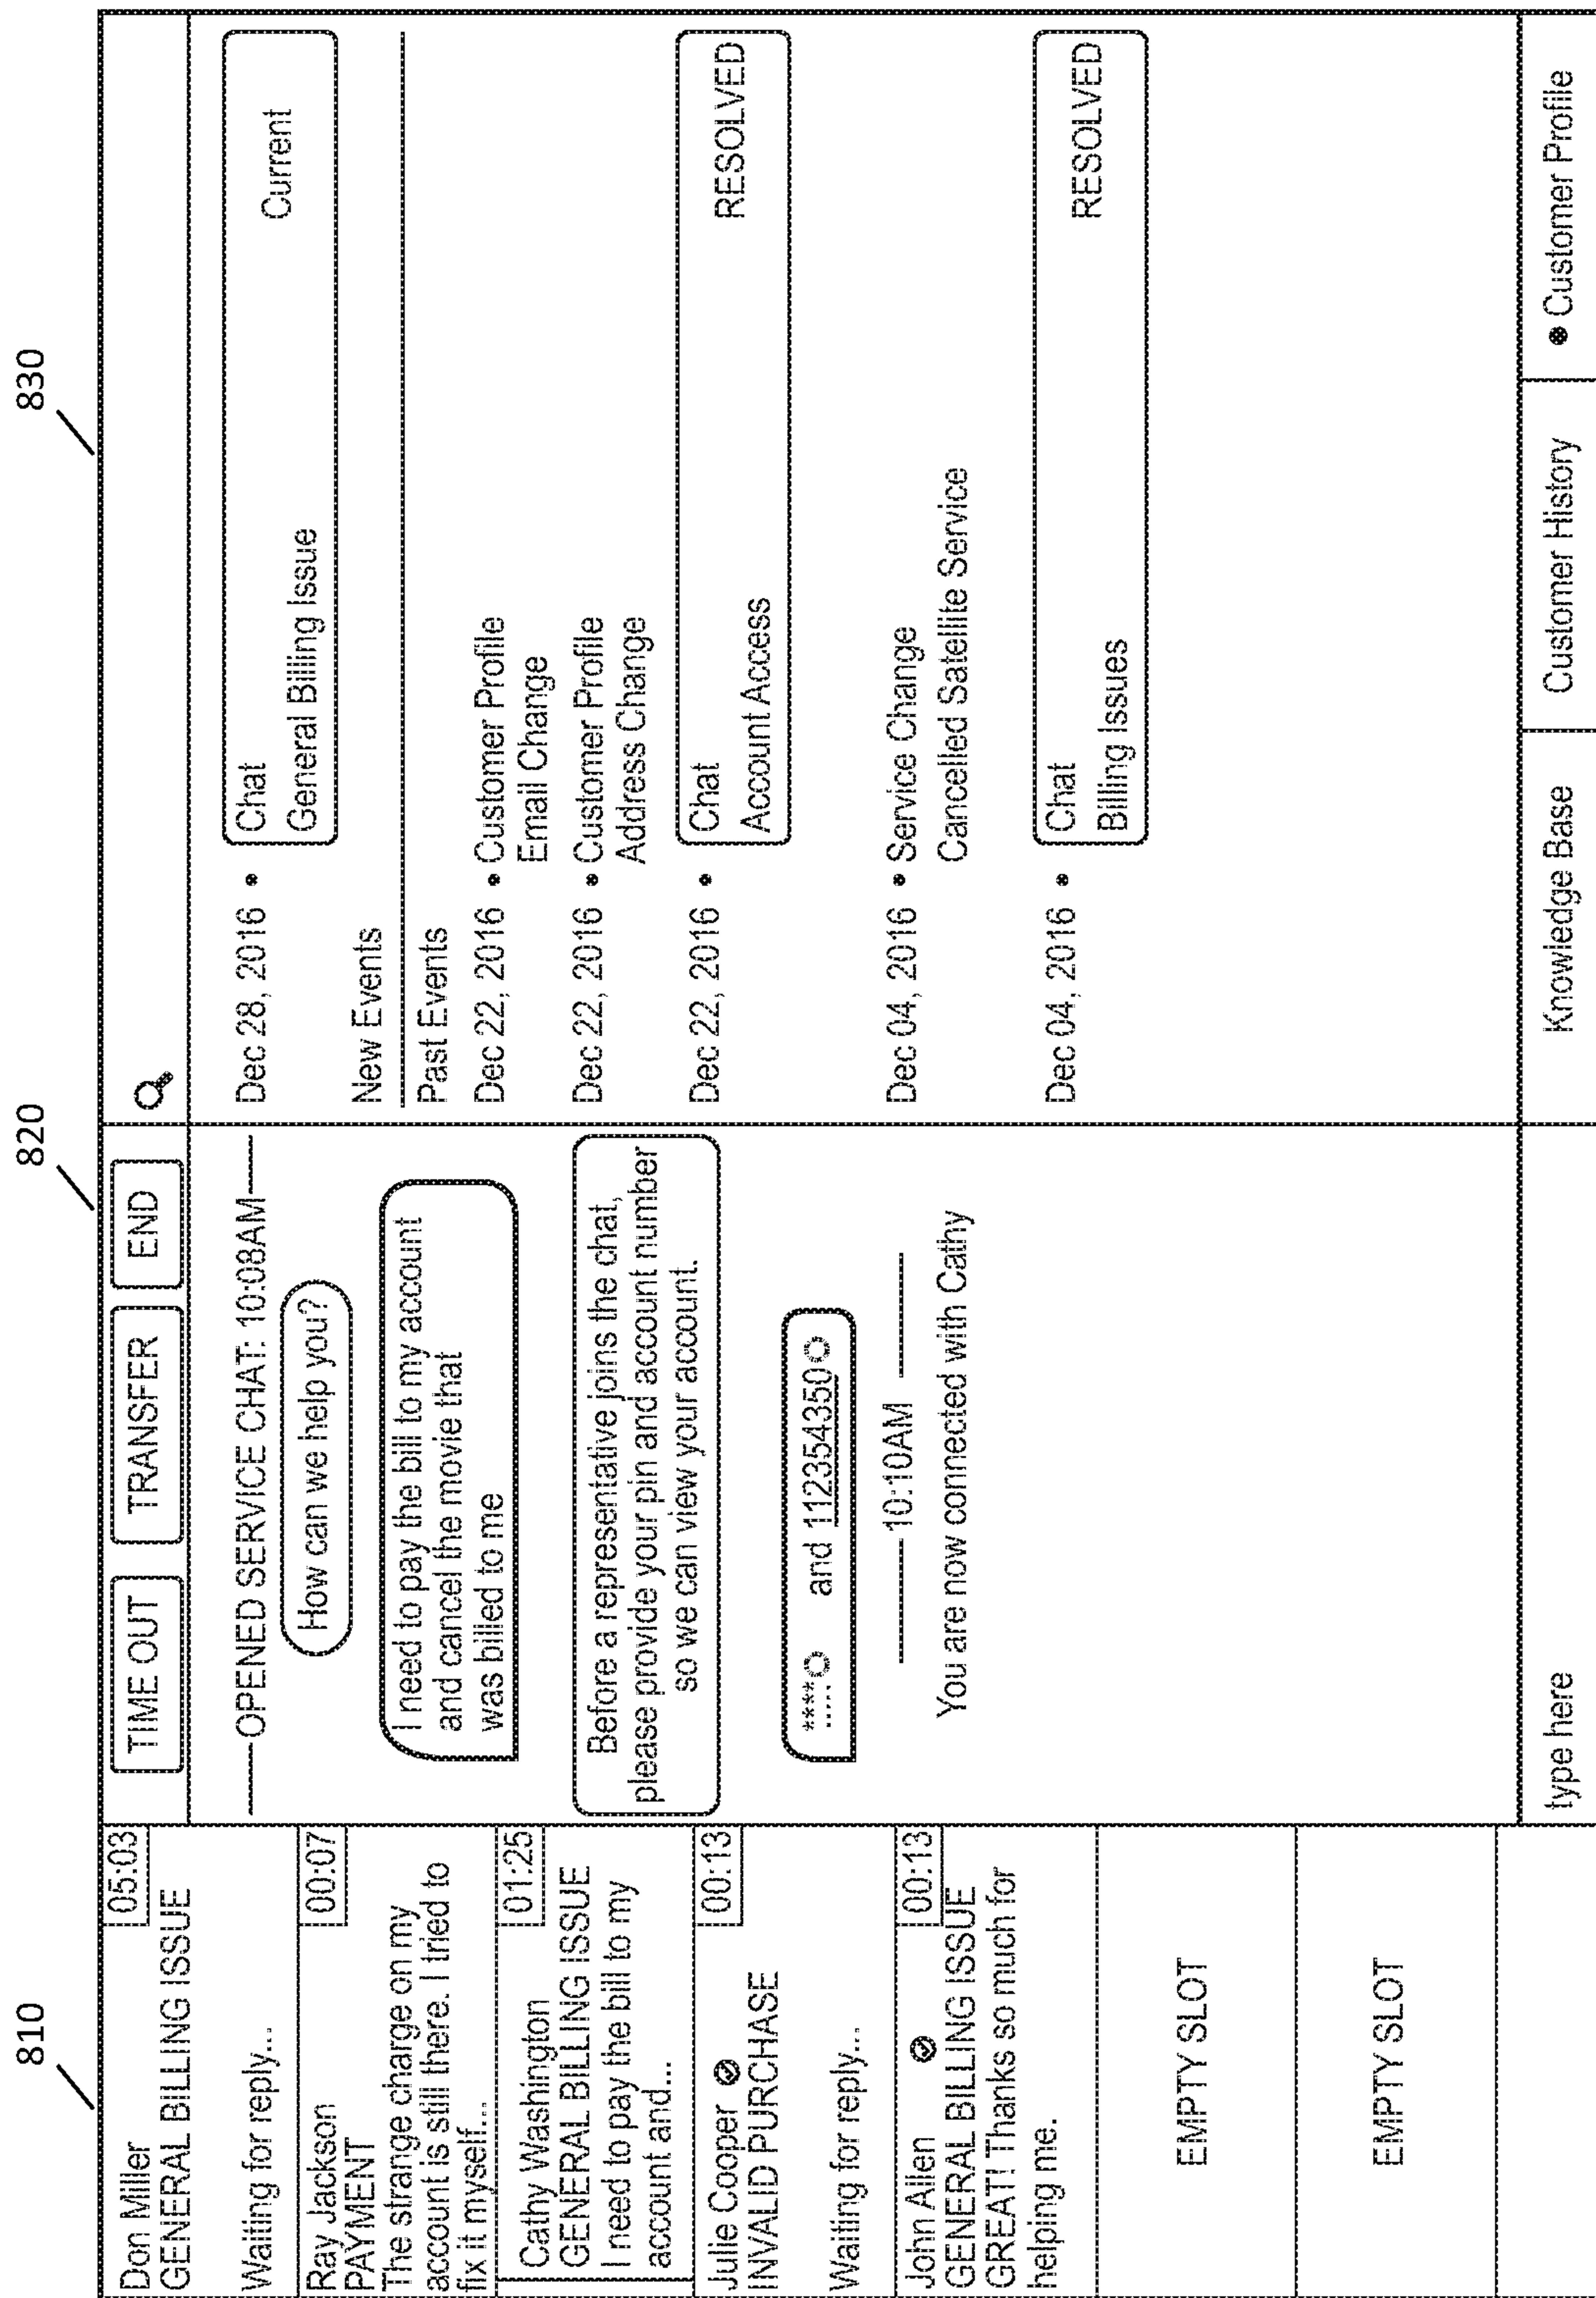 810
820
830
Don Miller
05:03
GENERAL BILLING ISSUE
Waiting for reply...
Ray Jackson
00:07
PAYMENT
The strange charge on my
account is still there. I tried to
fix it myself...
Cathy Washington
01:25
GENERAL BILLING ISSUE
I need to pay the bill to my
account and...
Julie Cooper
00:13
INVALID PURCHASE
Waiting for reply...
John Allen
00:13
GENERAL BILLING ISSUE
GREAT! Thanks so much for
helping me.
EMPTY SLOT
EMPTY SLOT
TIME OUT
TRANSFER
END
OPENED SERVICE CHAT: 10:08AM
How can we help you?
I need to pay the bill to my account
and cancel the movie that
was billed to me
Before a representative joins the chat,
please provide your pin and account number
so we can view your account.
**** and 112354350
10:10AM
You are now connected with Cathy
type here
Dec 28, 2016 • Chat
Current
General Billing Issue
New Events
Past Events
Dec 22, 2016 • Customer Profile
Email Change
Dec 22, 2016 • Customer Profile
Address Change
Dec 22, 2016 • Chat
RESOLVED
Account Access
Dec 04, 2016 • Service Change
Cancelled Satellite Service
Dec 04, 2016 • Chat
RESOLVED
Billing Issues
Knowledge Base
Customer History
• Customer Profile